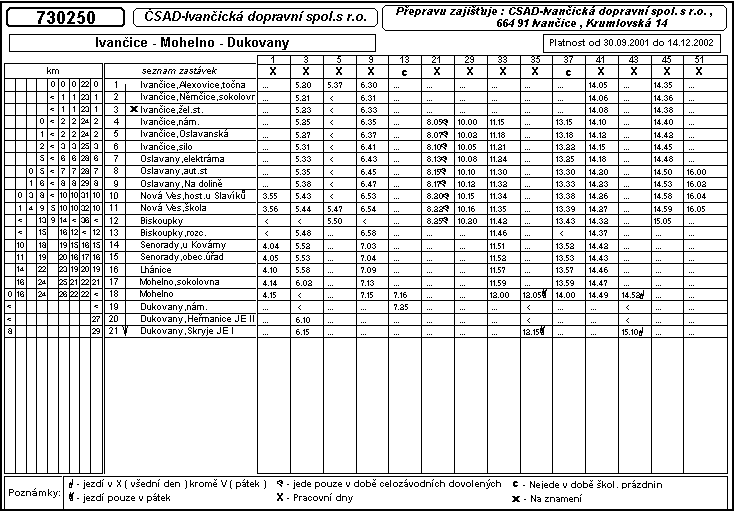 730250 ČSAD-Ivančická dopravní spol.s r.o. Přepravu zajišťuje : ČSAD-Ivančická dopravní spol. s r.o. ,
664 91 Ivančice , Krumlovská 14
Ivančice - Mohelno - Dukovany Platnost od 30.09.2001 do 14.12.2002
km seznam zastávek 1 3 5 9 13 21 29 33 35 37 41 43 45 51
X X X X c X X X X c X X X X
0 0 0 22 0 1 Ivančice,Alexovice,točna ... 5.20 5.37 6.30 ... ... ... ... ... ... 14.05 ... 14.35 ...
< 1 1 23 1 2 Ivančice,Němčice,sokolovr ... 5.21 < 6.31 ... ... ... ... ... ... 14.06 ... 14.36 ...
< 1 1 23 1 3 x Ivančice,žel.st. ... 5.23 < 6.33 ... ... ... ... ... ... 14.08 ... 14.38 ...
0 < 2 2 24 2 4 Ivančice,nám. ... 5.25 < 6.35 ... 8.05 10.00 11.15 ... 13.15 14.10 ... 14.40 ...
1 < 2 2 24 2 5 Ivančice,Oslavanská ... 5.27 < 6.37 ... 8.07 10.02 11.18 ... 13.18 14.12 ... 14.42 ...
2 < 3 3 25 3 6 Ivančice,silo ... 5.31 < 6.41 ... 8.10 10.05 11.21 ... 13.22 14.15 ... 14.45 ...
5 < 6 6 28 6 7 Oslavany,elektrárna ... 5.33 < 6.43 ... 8.13 10.08 11.24 ... 13.25 14.18 ... 14.48 ...
0 5 < 7 7 28 7 8 Oslavany,aut.st ... 5.35 < 6.45 ... 8.15 10.10 11.30 ... 13.30 14.20 ... 14.50 16.00
1 6 < 8 8 29 8 9 Oslavany,Na dolině ... 5.38 < 6.47 ... 8.17 10.12 11.32 ... 13.33 14.23 ... 14.53 16.02
0 3 8 < 10 10 31 10 10 Nová Ves,host.u Slavíků 3.55 5.43 < 6.53 ... 8.20 10.15 11.34 ... 13.38 14.26 ... 14.58 16.04
1 4 9 5 10 10 32 10 11 Nová Ves,škola 3.56 5.44 5.47 6.54 ... 8.22 10.16 11.35 ... 13.39 14.27 ... 14.59 16.05
< 13 9 14 < 36 < 12 Biskoupky < < 5.50 < ... 8.25 10.20 11.42 ... 13.43 14.32 ... 15.05 ...
< 15 16 12 < 12 13 Biskoupky,rozc. < 5.48 ... 6.58 ... ... ... 11.46 ... < 14.37 ... ... ...
10 18 19 15 16 15 14 Senorady,u Kovárny 4.04 5.52 ... 7.03 ... ... ... 11.51 ... 13.52 14.42 ... ... ...
11 19 20 16 17 16 15 Senorady,obec.úřad 4.05 5.53 ... 7.04 ... ... ... 11.52 ... 13.53 14.43 ... ... ...
14 22 23 19 20 19 16 Lhánice 4.10 5.58 ... 7.09 ... ... ... 11.57 ... 13.57 14.46 ... ... ...
16 24 25 21 22 21 17 Mohelno,sokolovna 4.14 6.02 ... 7.13 ... ... ... 11.59 ... 13.59 14.47 ... ... ...
0 16 24 26 22 22 < 18 Mohelno 4.15 < ... 7.15 7.16 ... ... 12.00 12.05 14.00 14.49 14.52 ... ...
< < < 19 Dukovany,nám. ... < ... ... 7.25 ... ... ... < ... ... < ... ...
< 27 20 Dukovany,Heřmanice JE II ... 6.10 ... ... ... ... ... ... < ... ... < ... ...
8 29 21 Dukovany,Skryje JE I ... 6.15 ... ... ... ... ... ... 12.15 ... ... 15.10 ... ...
Poznámky: - jezdí v X ( všední den ) kromě V ( pátek ) - jede pouze v době celozávodních dovolených c - Nejede v době škol. prázdnin
- jezdí pouze v pátek X - Pracovní dny x - Na znamení